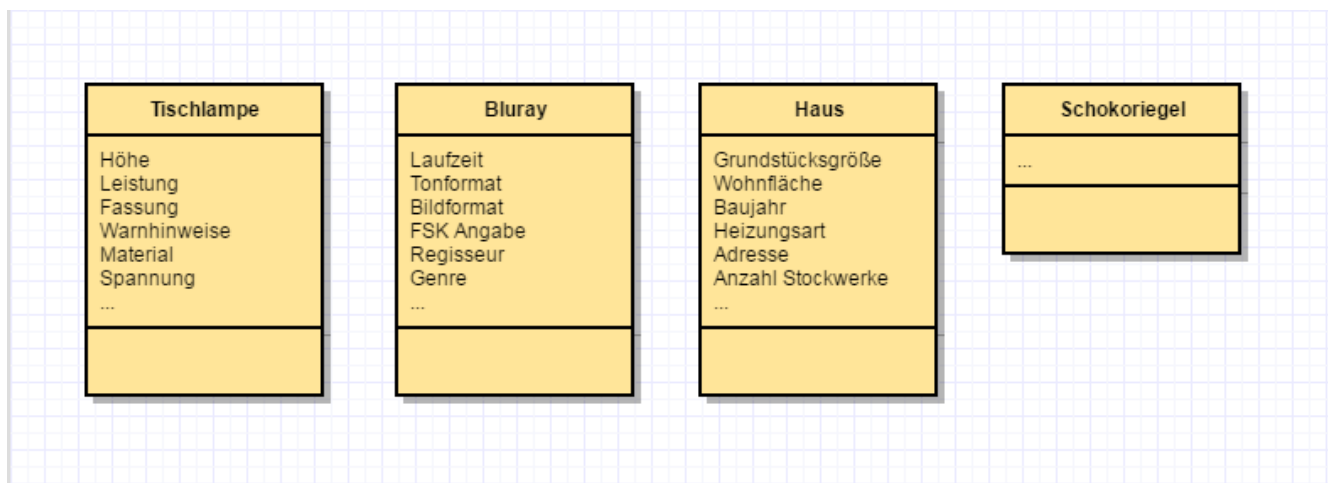 Tischlampe
Höhe
Leistung
Fassung
Warnhinweise
Material
Spannung
...
Bluray
Laufzeit
Tonformat
Bildformat
FSK Angabe
Regisseur
Genre
...
Haus
Grundstücksgröße
Wohnfläche
Baujahr
Heizungsart
Adresse
Anzahl Stockwerke
...
Schokoriegel
...